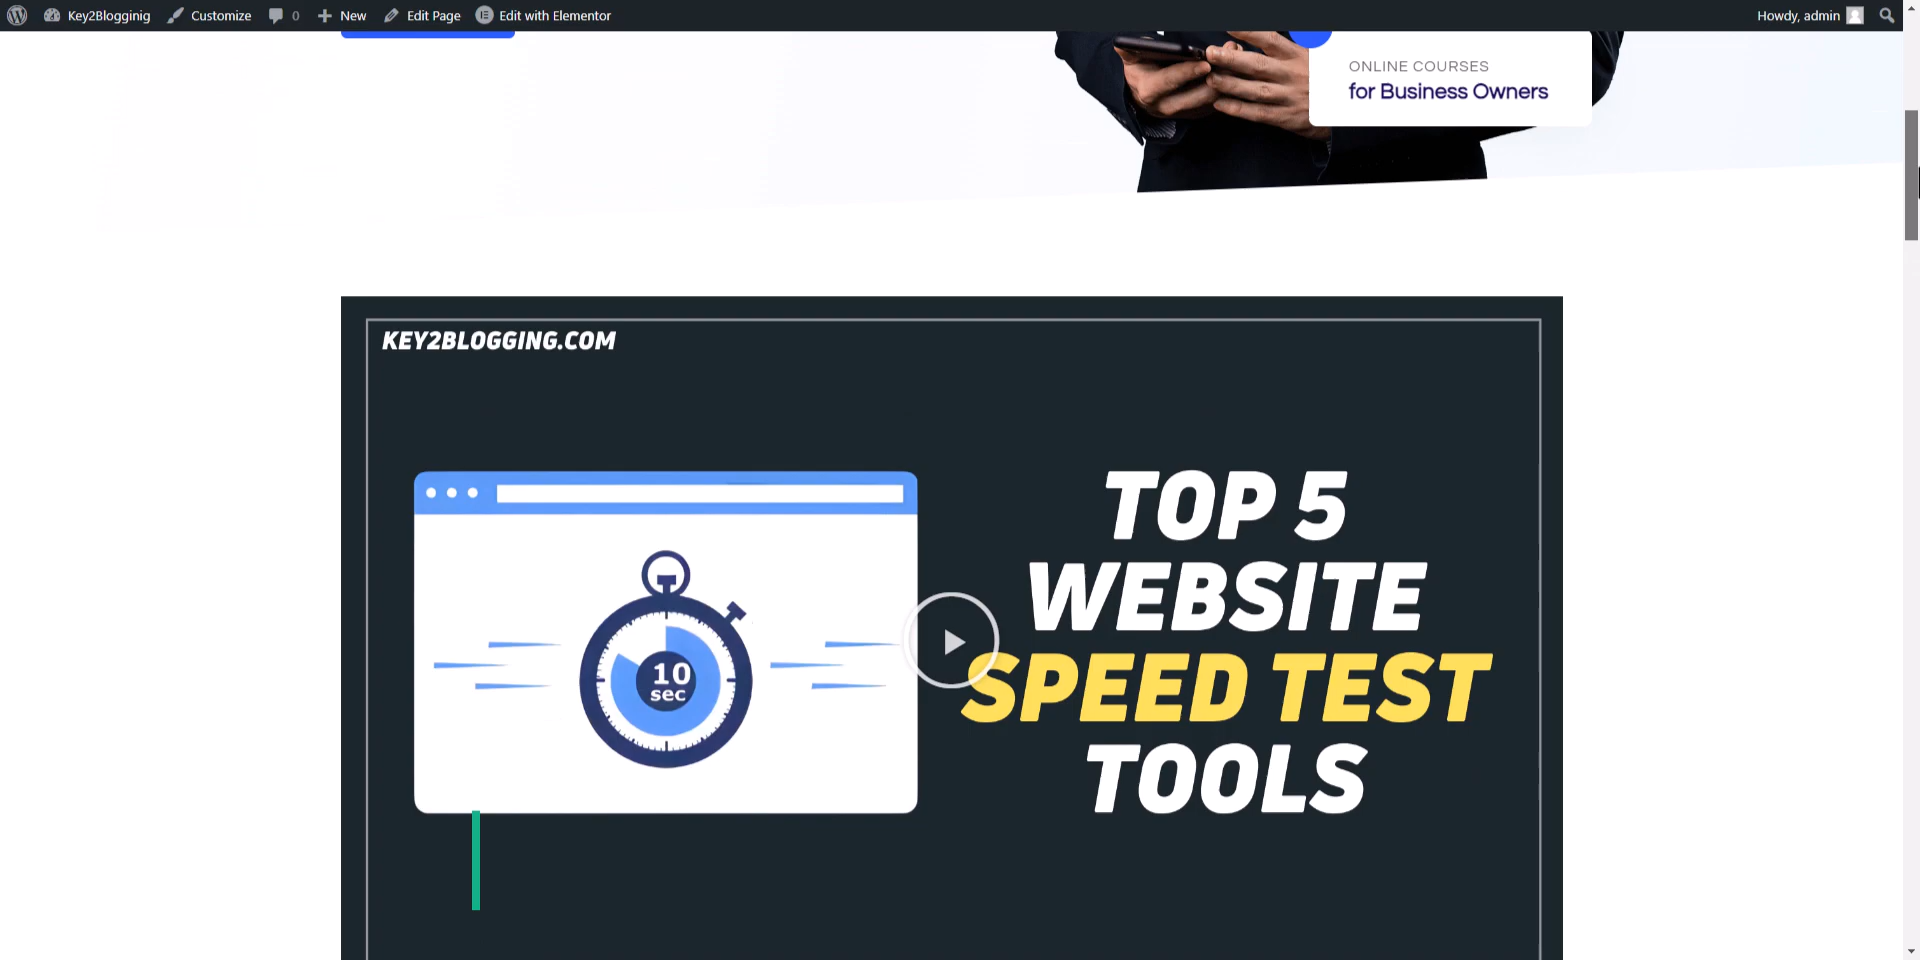 Key2Blogginig Customize 0 New Edit Page Edit with Elementor Howdy, admin
ONLINE COURSES
for Business Owners
KEY2BLOGGING.COM
10
sec
TOP 5
WEBSITE
SPEED TEST
TOOLS